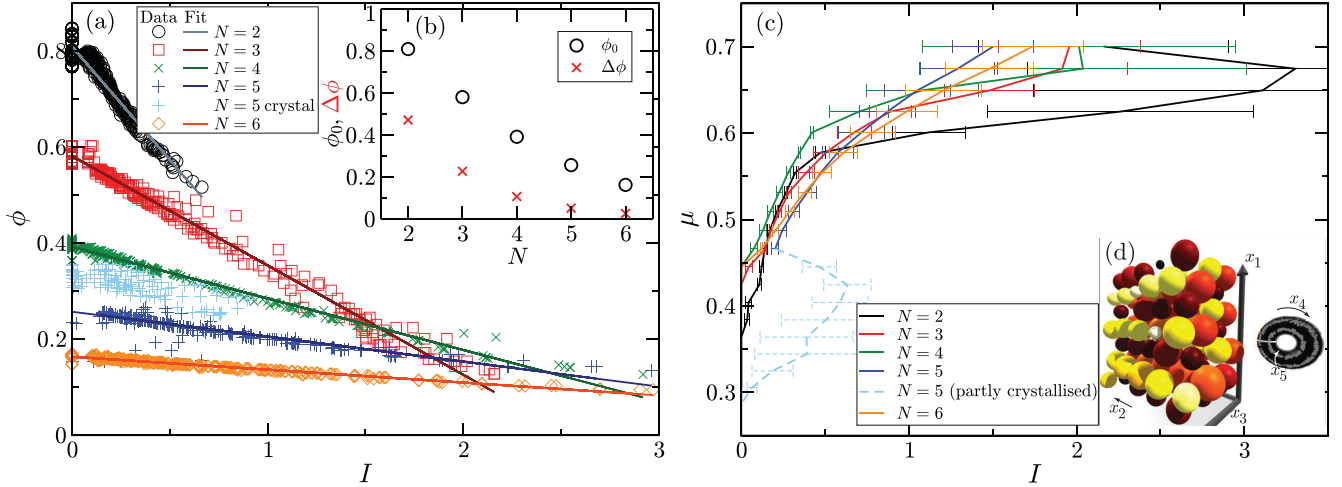 (a)
Data Fit
N = 2
N = 3
N = 4
N = 5
N = 5 crystal
N = 6
0.8
0.6
0.4
0.2
0
ϕ
0
1
2
3
I
(b)
1
0.8
0.6
0.4
0.2
0
ϕ₀, Δϕ
ϕ₀
Δϕ
2
3
4
5
6
N
(c)
0.7
0.6
0.5
0.4
0.3
μ
N = 2
N = 3
N = 4
N = 5
N = 5 (partly crystallised)
N = 6
0
1
2
3
I
(d)
x₁
x₄
x₅
x₂
x₃